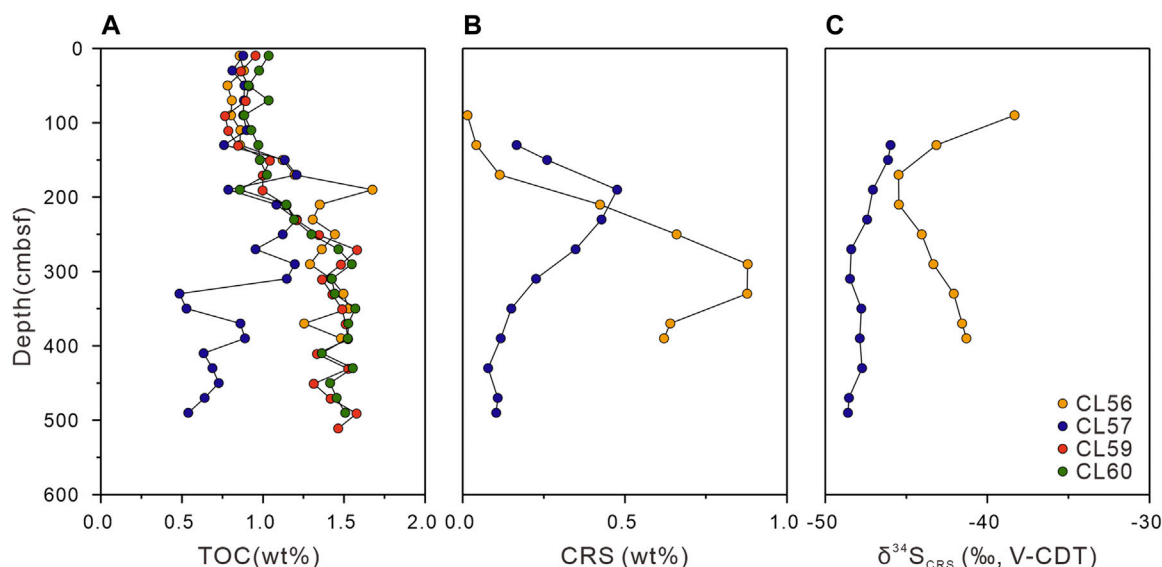 A
B
C
0
100
200
300
400
500
600
Depth(cmbsf)
0.0 0.5 1.0 1.5 2.0
TOC(wt%)
0.0 0.5 1.0
CRS (wt%)
-50 -40 -30
δ³⁴S_CRS (‰, V-CDT)
CL56
CL57
CL59
CL60